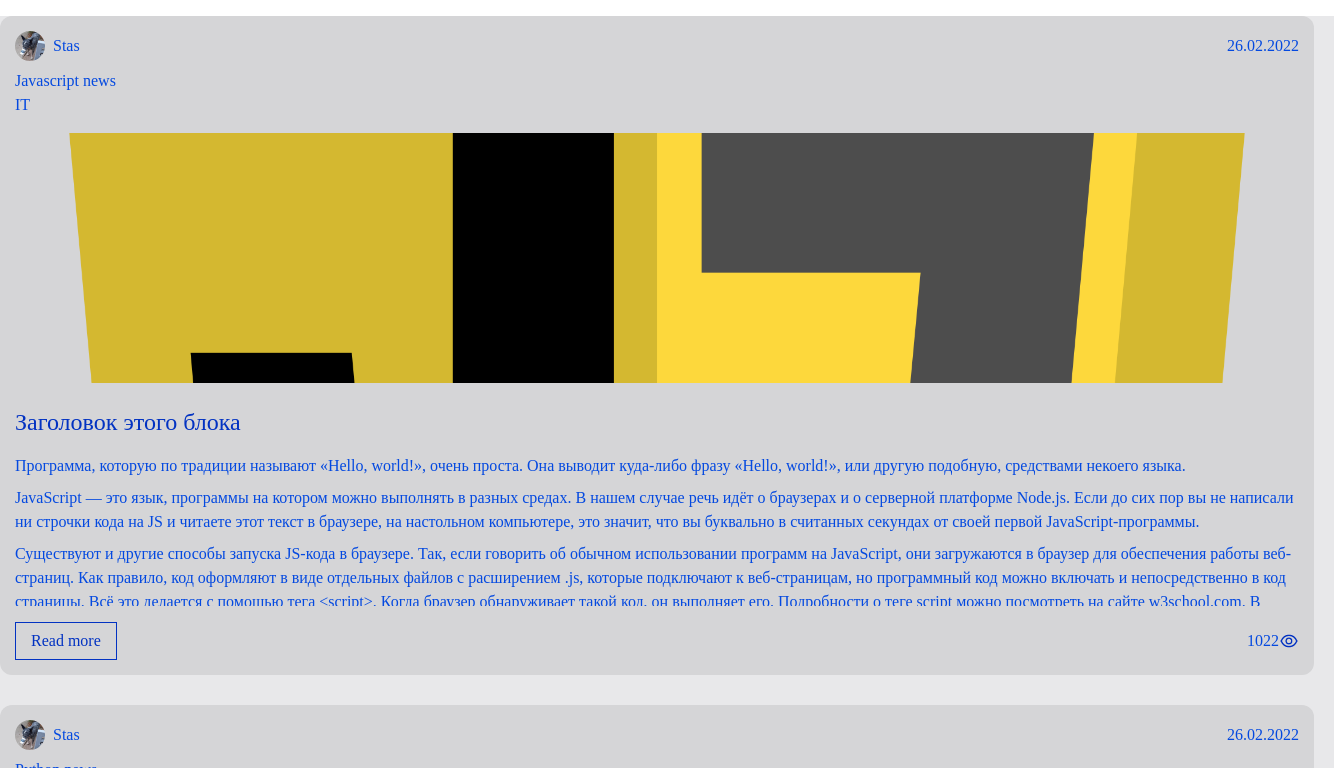 Stas
26.02.2022
Javascript news
IT
Заголовок этого блока
Программа, которую по традиции называют «Hello, world!», очень проста. Она выводит куда-либо фразу «Hello, world!», или другую подобную, средствами некоего языка.
JavaScript — это язык, программы на котором можно выполнять в разных средах. В нашем случае речь идёт о браузерах и о серверной платформе Node.js. Если до сих пор вы не написали
ни строчки кода на JS и читаете этот текст в браузере, на настольном компьютере, это значит, что вы буквально в считанных секундах от своей первой JavaScript-программы.
Существуют и другие способы запуска JS-кода в браузере. Так, если говорить об обычном использовании программ на JavaScript, они загружаются в браузер для обеспечения работы веб-
страниц. Как правило, код оформляют в виде отдельных файлов с расширением .js, которые подключают к веб-страницам, но программный код можно включать и непосредственно в код
страницы. Всё это делается с помощью тега <script>. Когда браузер обнаруживает такой код, он выполняет его. Подробности о теге script можно посмотреть на сайте w3school.com. В
Read more
1022
Stas
26.02.2022
Python news